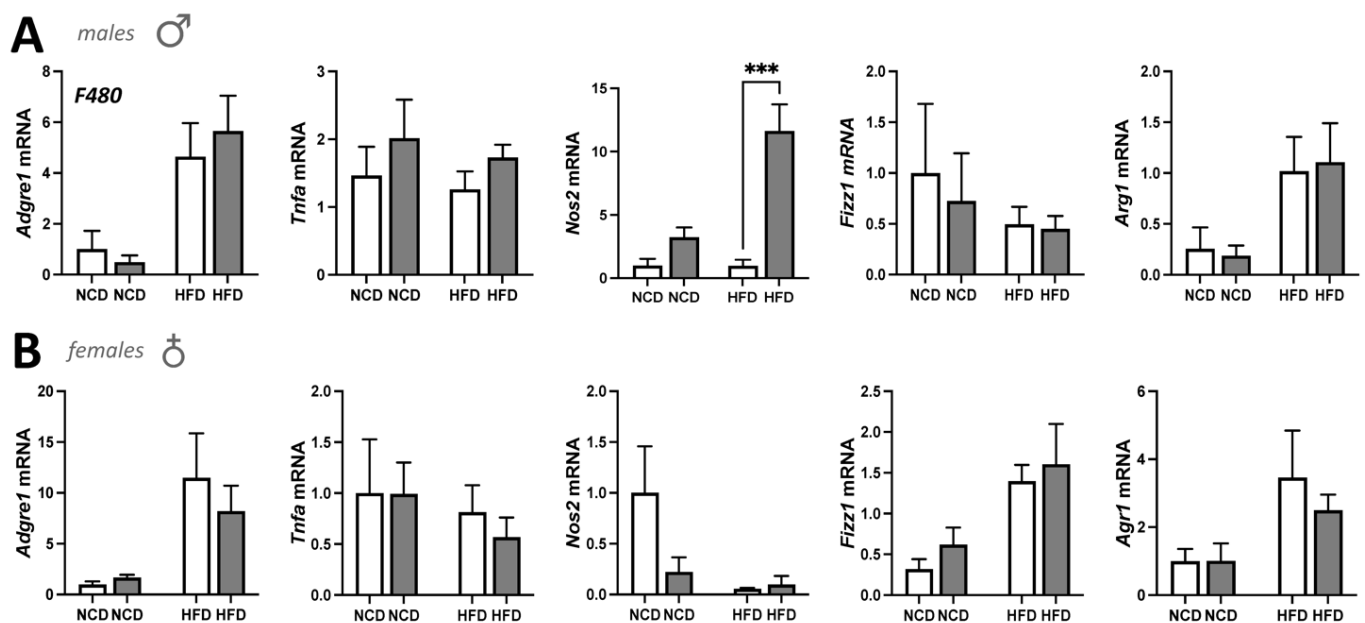 A males
8
6
4
2
0
Adgre1 mRNA
F480
NCD NCD HFD HFD
3
2
1
0
Tnfa mRNA
NCD NCD HFD HFD
15
10
5
0
Nos2 mRNA
***
NCD NCD HFD HFD
2.0
1.5
1.0
0.5
0.0
Fizz1 mRNA
NCD NCD HFD HFD
2.0
1.5
1.0
0.5
0.0
Arg1 mRNA
NCD NCD HFD HFD
B females
20
15
10
5
0
Adgre1 mRNA
NCD NCD HFD HFD
2.0
1.5
1.0
0.5
0.0
Tnfa mRNA
NCD NCD HFD HFD
2.0
1.5
1.0
0.5
0.0
Nos2 mRNA
NCD NCD HFD HFD
2.5
2.0
1.5
1.0
0.5
0.0
Fizz1 mRNA
NCD NCD HFD HFD
6
4
2
0
Agr1 mRNA
NCD NCD HFD HFD